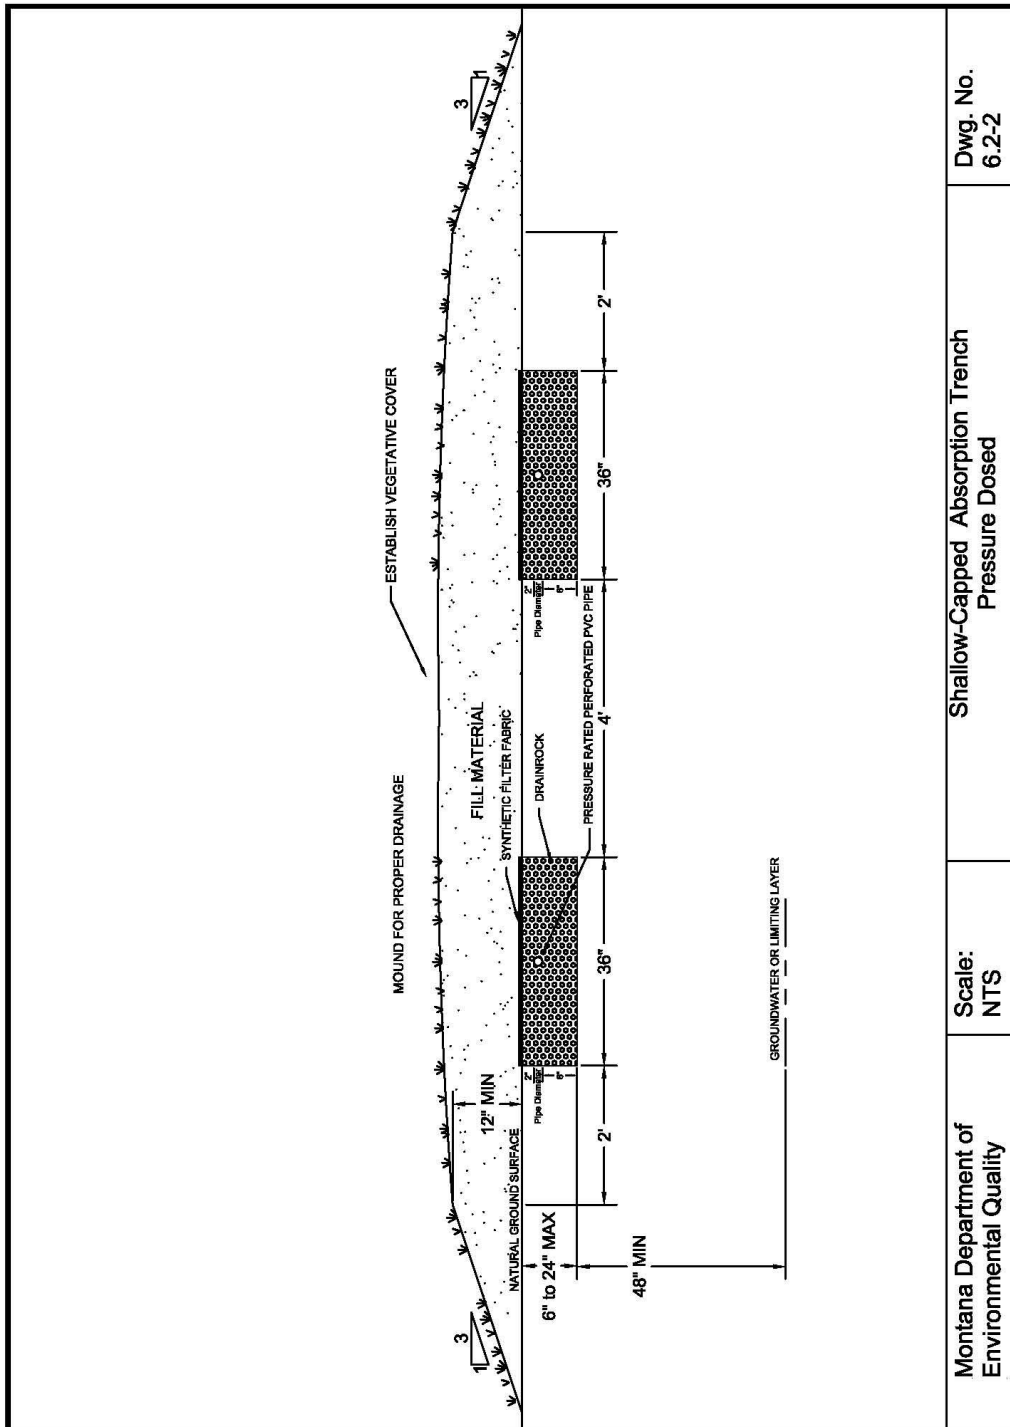 ESTABLISH VEGETATIVE COVER
MOUND FOR PROPER DRAINAGE
3
1
3
1
12" MIN
FILL MATERIAL
NATURAL GROUND SURFACE
SYNTHETIC FILTER FABRIC
DRAINROCK
PRESSURE RATED PERFORATED PVC PIPE
2"
Pipe Diameter
6"
2"
Pipe Diameter
6"
6" to 24" MAX
2'
36"
4'
36"
2'
48" MIN
GROUNDWATER OR LIMITING LAYER
Montana Department of
Environmental Quality
Scale:
NTS
Shallow-Capped Absorption Trench
Pressure Dosed
Dwg. No.
6.2-2